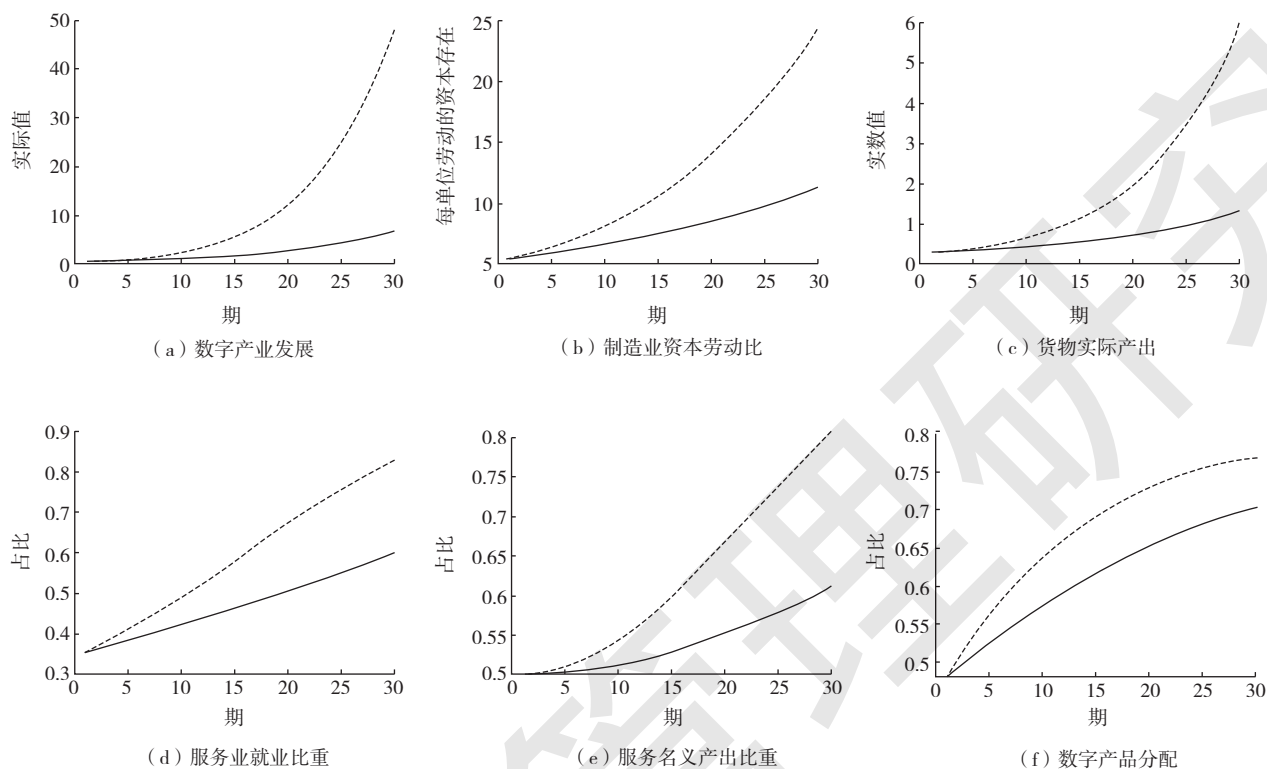 50
40
30
20
10
0
实际值
0 5 10 15 20 25 30
期
（a）数字产业发展
25
20
15
10
5
每单位劳动的资本存在
0 5 10 15 20 25 30
期
（b）制造业资本劳动比
6
5
4
3
2
1
0
实数值
0 5 10 15 20 25 30
期
（c）货物实际产出
0.9
0.8
0.7
0.6
0.5
0.4
0.3
占比
0 5 10 15 20 25 30
期
（d）服务业就业比重
0.8
0.75
0.7
0.65
0.6
0.55
0.5
占比
0 5 10 15 20 25 30
期
（e）服务名义产出比重
0.8
0.75
0.7
0.65
0.6
0.55
0.5
占比
0 5 10 15 20 25 30
期
（f）数字产品分配
管理研究